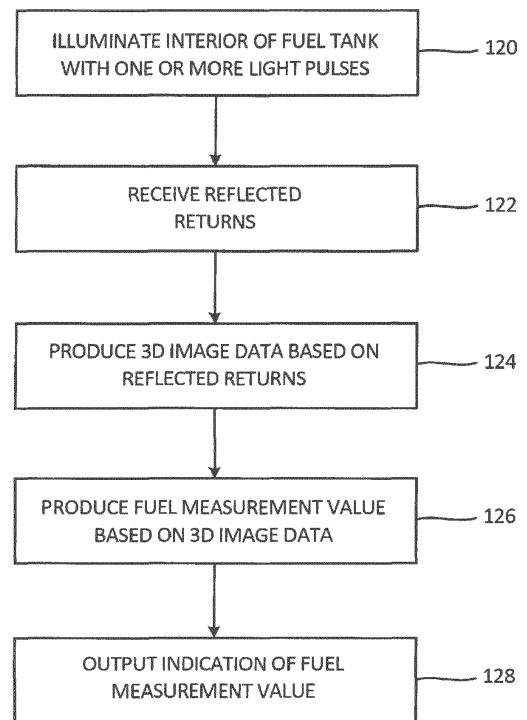 ILLUMINATE INTERIOR OF FUEL TANK
WITH ONE OR MORE LIGHT PULSES
120
RECEIVE REFLECTED
RETURNS
122
PRODUCE 3D IMAGE DATA BASED ON
REFLECTED RETURNS
124
PRODUCE FUEL MEASUREMENT VALUE
BASED ON 3D IMAGE DATA
126
OUTPUT INDICATION OF FUEL
MEASUREMENT VALUE
128